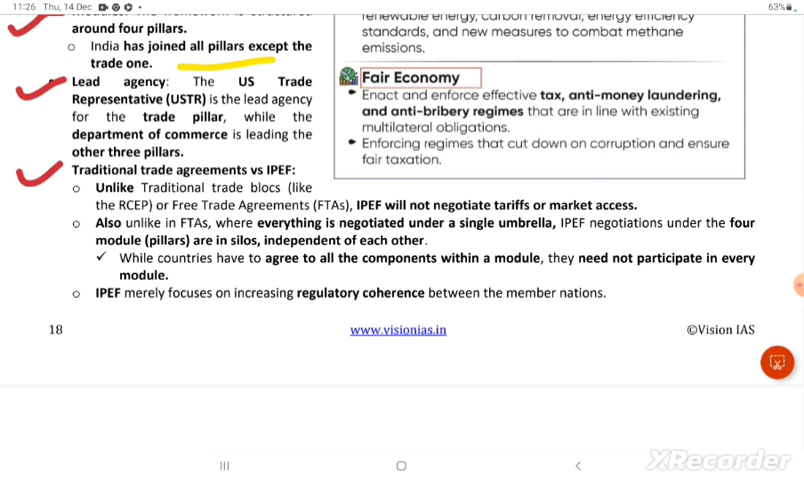 11:26 Thu, 14 Dec
63%
around four pillars.
o India has joined all pillars except the
trade one.
Lead agency: The US Trade
Representative (USTR) is the lead agency
for the trade pillar, while the
department of commerce is leading the
other three pillars.
renewable energy, carbon removal, energy efficiency
standards, and new measures to combat methane
emissions.
Fair Economy
Enact and enforce effective tax, anti-money laundering,
and anti-bribery regimes that are in line with existing
multilateral obligations.
Enforcing regimes that cut down on corruption and ensure
fair taxation.
Traditional trade agreements vs IPEF:
o Unlike Traditional trade blocs (like
the RCEP) or Free Trade Agreements (FTAs), IPEF will not negotiate tariffs or market access.
o Also unlike in FTAs, where everything is negotiated under a single umbrella, IPEF negotiations under the four
module (pillars) are in silos, independent of each other.
✓ While countries have to agree to all the components within a module, they need not participate in every
module.
o IPEF merely focuses on increasing regulatory coherence between the member nations.
18 www.visionias.in ©Vision IAS
XRecorder